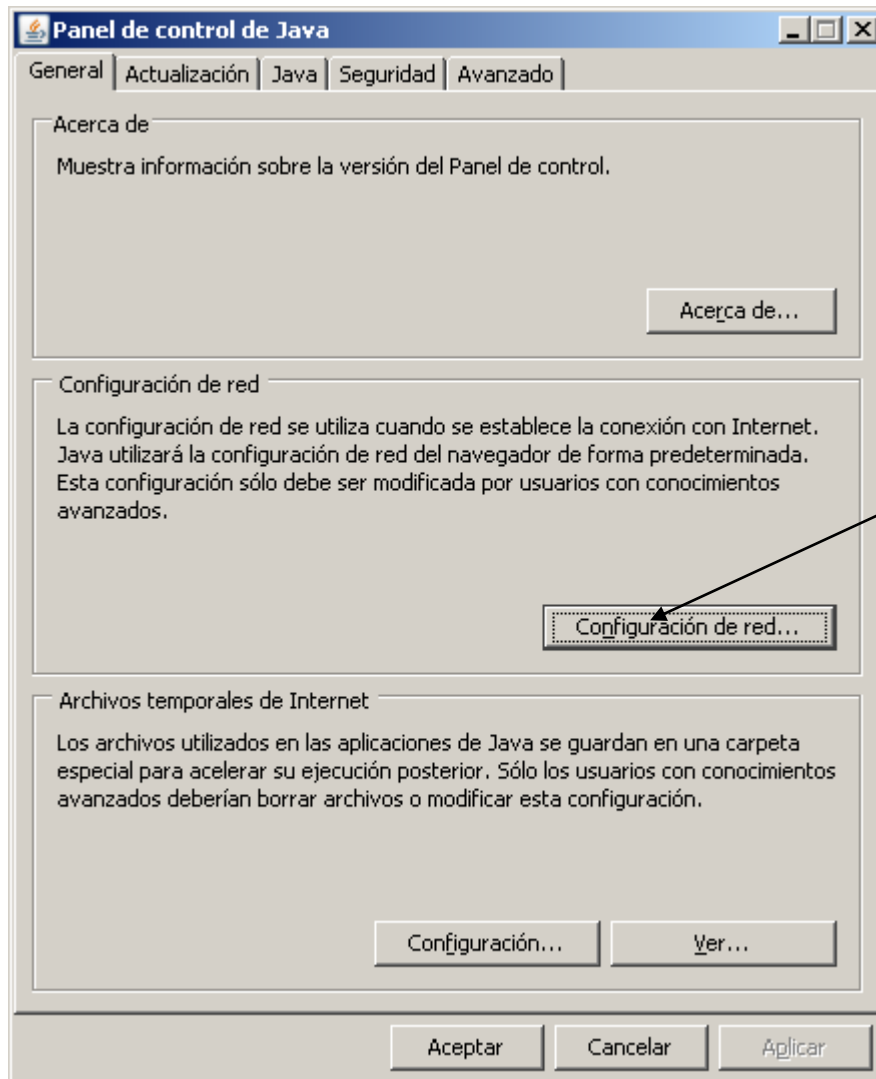 Panel de control de Java
General Actualización Java Seguridad Avanzado
Acerca de
Muestra información sobre la versión del Panel de control.
Acerca de...
Configuración de red
La configuración de red se utiliza cuando se establece la conexión con Internet.
Java utilizará la configuración de red del navegador de forma predeterminada.
Esta configuración sólo debe ser modificada por usuarios con conocimientos
avanzados.
Configuración de red...
Archivos temporales de Internet
Los archivos utilizados en las aplicaciones de Java se guardan en una carpeta
especial para acelerar su ejecución posterior. Sólo los usuarios con conocimientos
avanzados deberían borrar archivos o modificar esta configuración.
Configuración... Ver...
Aceptar Cancelar Aplicar